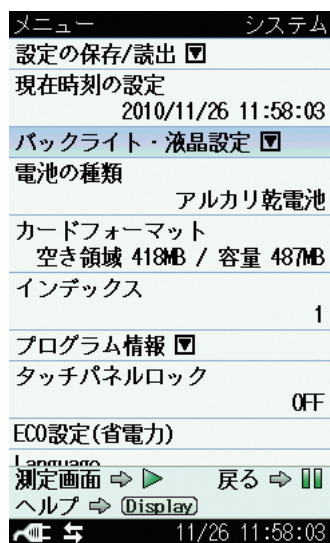 メニュー システム
設定の保存/読出 ▼
現在時刻の設定
2010/11/26 11:58:03
バックライト・液晶設定 ▼
電池の種類
アルカリ乾電池
カードフォーマット
空き領域 418MB / 容量 487MB
インデックス
1
プログラム情報 ▼
タッチパネルロック
OFF
ECO設定(省電力)
Language
測定画面 ⇨ ▷ 戻る ⇨ ▯▯
ヘルプ ⇨ Display
11/26 11:58:03